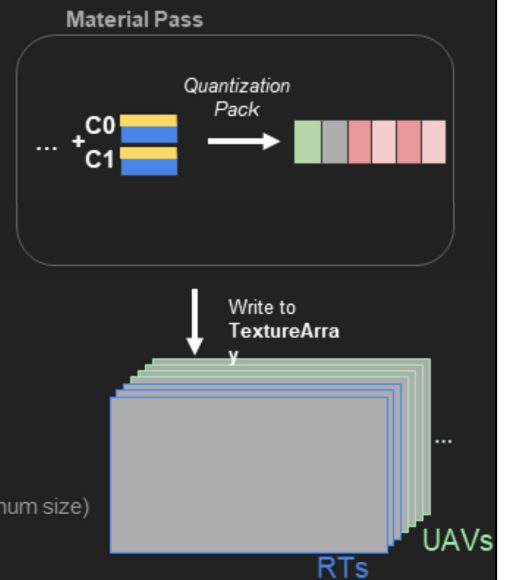 Material Pass
Quantization
Pack
... + C0
C1
Write to
TextureArra
y
...
num size)
UAVs
RTs